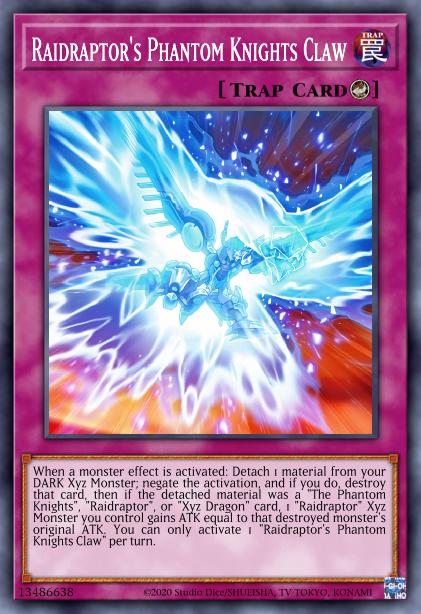 Raidraptor's Phantom Knights Claw
TRAP
罠
[Trap Card]
When a monster effect is activated: Detach 1 material from your
DARK Xyz Monster; negate the activation, and if you do, destroy
that card, then if the detached material was a "The Phantom
Knights", "Raidraptor", or "Xyz Dragon" card, 1 "Raidraptor" Xyz
Monster you control gains ATK equal to that destroyed monster's
original ATK. You can only activate 1 "Raidraptor's Phantom
Knights Claw" per turn.
13486638
©2020 Studio Dice/SHUEISHA, TV TOKYO, KONAMI